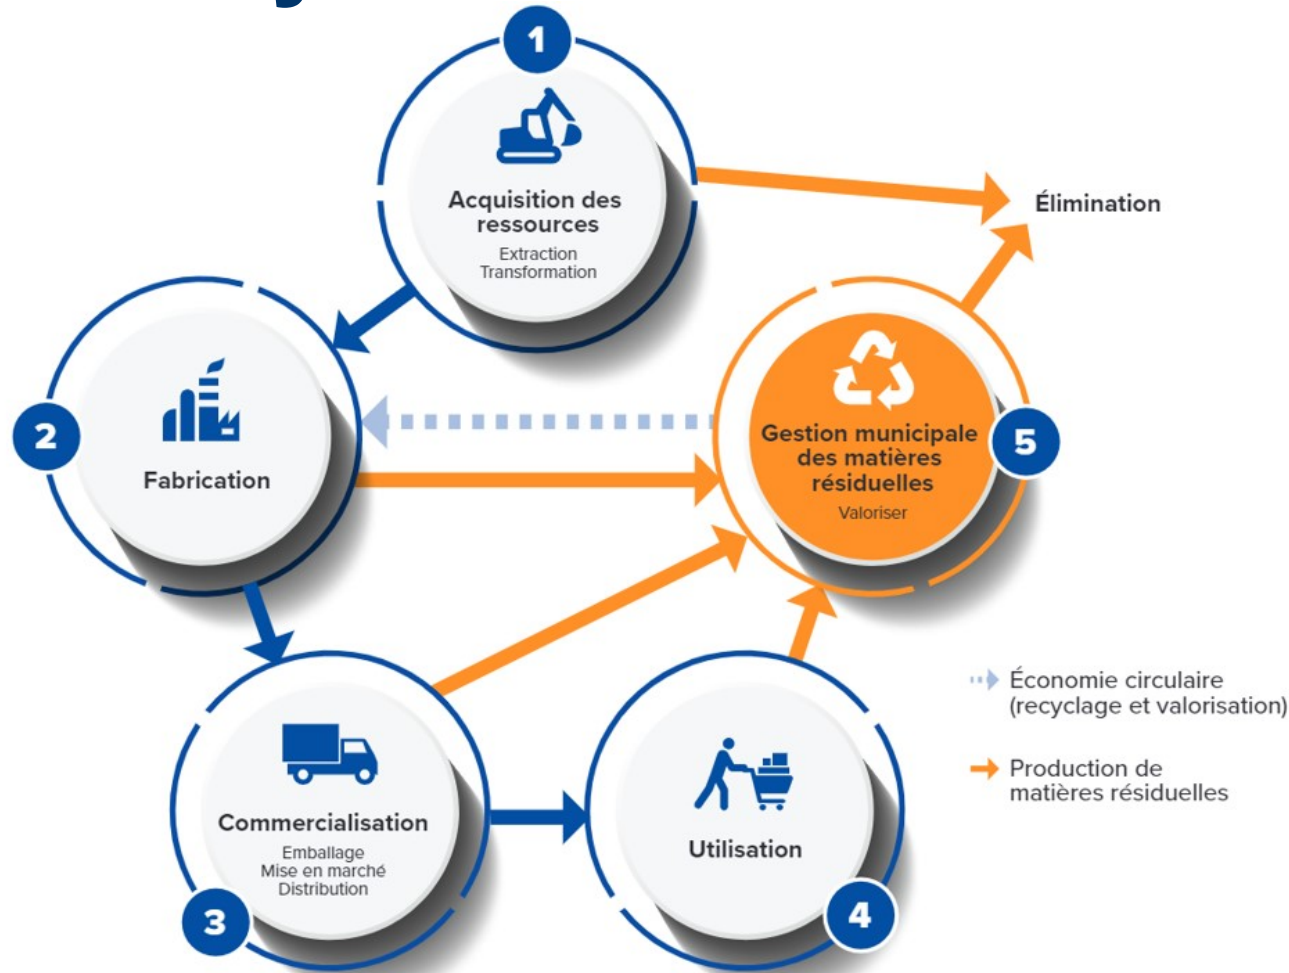 1
Acquisition des
ressources
Extraction
Transformation
Élimination
2
Fabrication
Gestion municipale
des matières
résiduelles
Valoriser
5
Commercialisation
Emballage
Mise en marché
Distribution
3
Utilisation
4
Économie circulaire
(recyclage et valorisation)
Production de
matières résiduelles